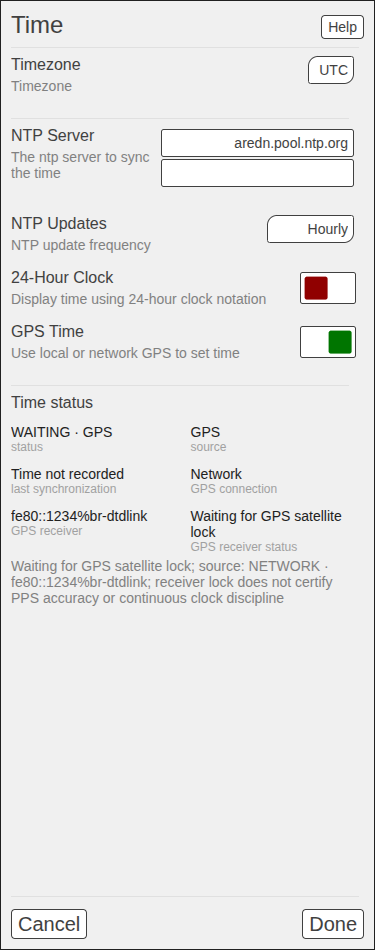 Time
Help
Timezone
UTC
Timezone
NTP Server
The ntp server to sync
the time
aredn.pool.ntp.org
NTP Updates
NTP update frequency
Hourly
24-Hour Clock
Display time using 24-hour clock notation
GPS Time
Use local or network GPS to set time
Time status
WAITING · GPS
status
GPS
source
Time not recorded
last synchronization
Network
GPS connection
fe80::1234%br-dtdlink
GPS receiver
Waiting for GPS satellite
lock
GPS receiver status
Waiting for GPS satellite lock; source: NETWORK ·
fe80::1234%br-dtdlink; receiver lock does not certify
PPS accuracy or continuous clock discipline
Cancel
Done